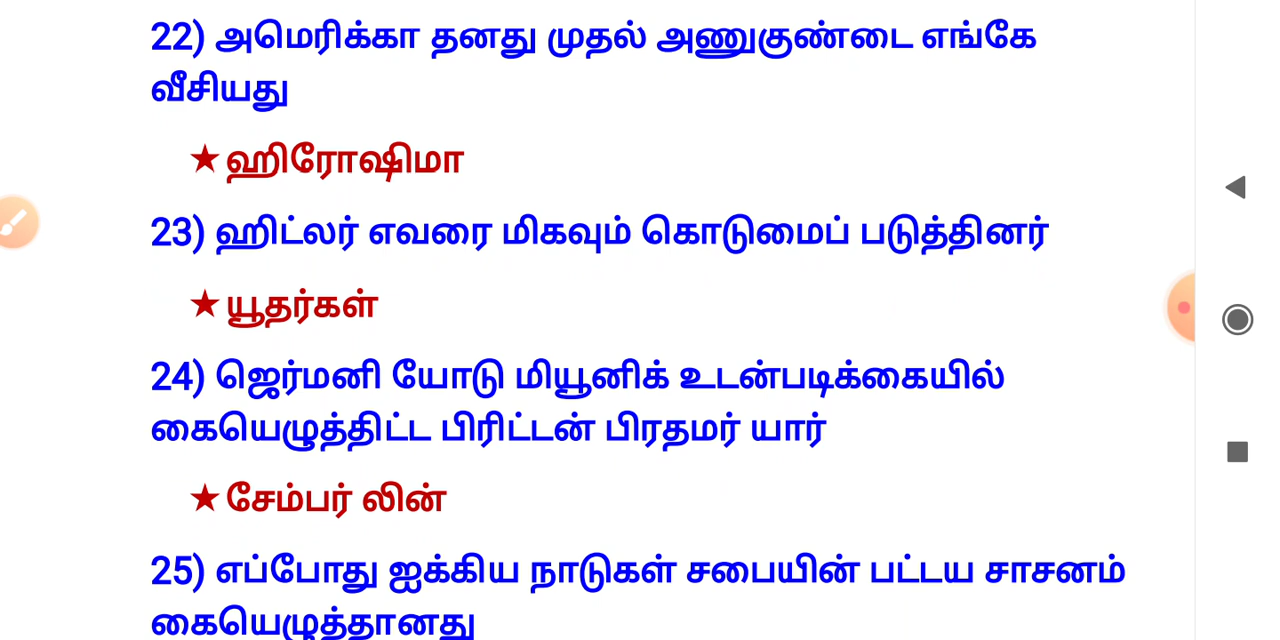 22) அமெரிக்கா தனது முதல் அணுகுண்டை எங்கே
வீசியது
★ஹிரோஷிமா
23) ஹிட்லர் எவரை மிகவும் கொடுமைப் படுத்தினர்
★யூதர்கள்
24) ஜெர்மனி யோடு மியூனிக் உடன்படிக்கையில்
கையெழுத்திட்ட பிரிட்டன் பிரதமர் யார்
★சேம்பர் லின்
25) எப்போது ஐக்கிய நாடுகள் சபையின் பட்டய சாசனம்
கையெழுத்தானது